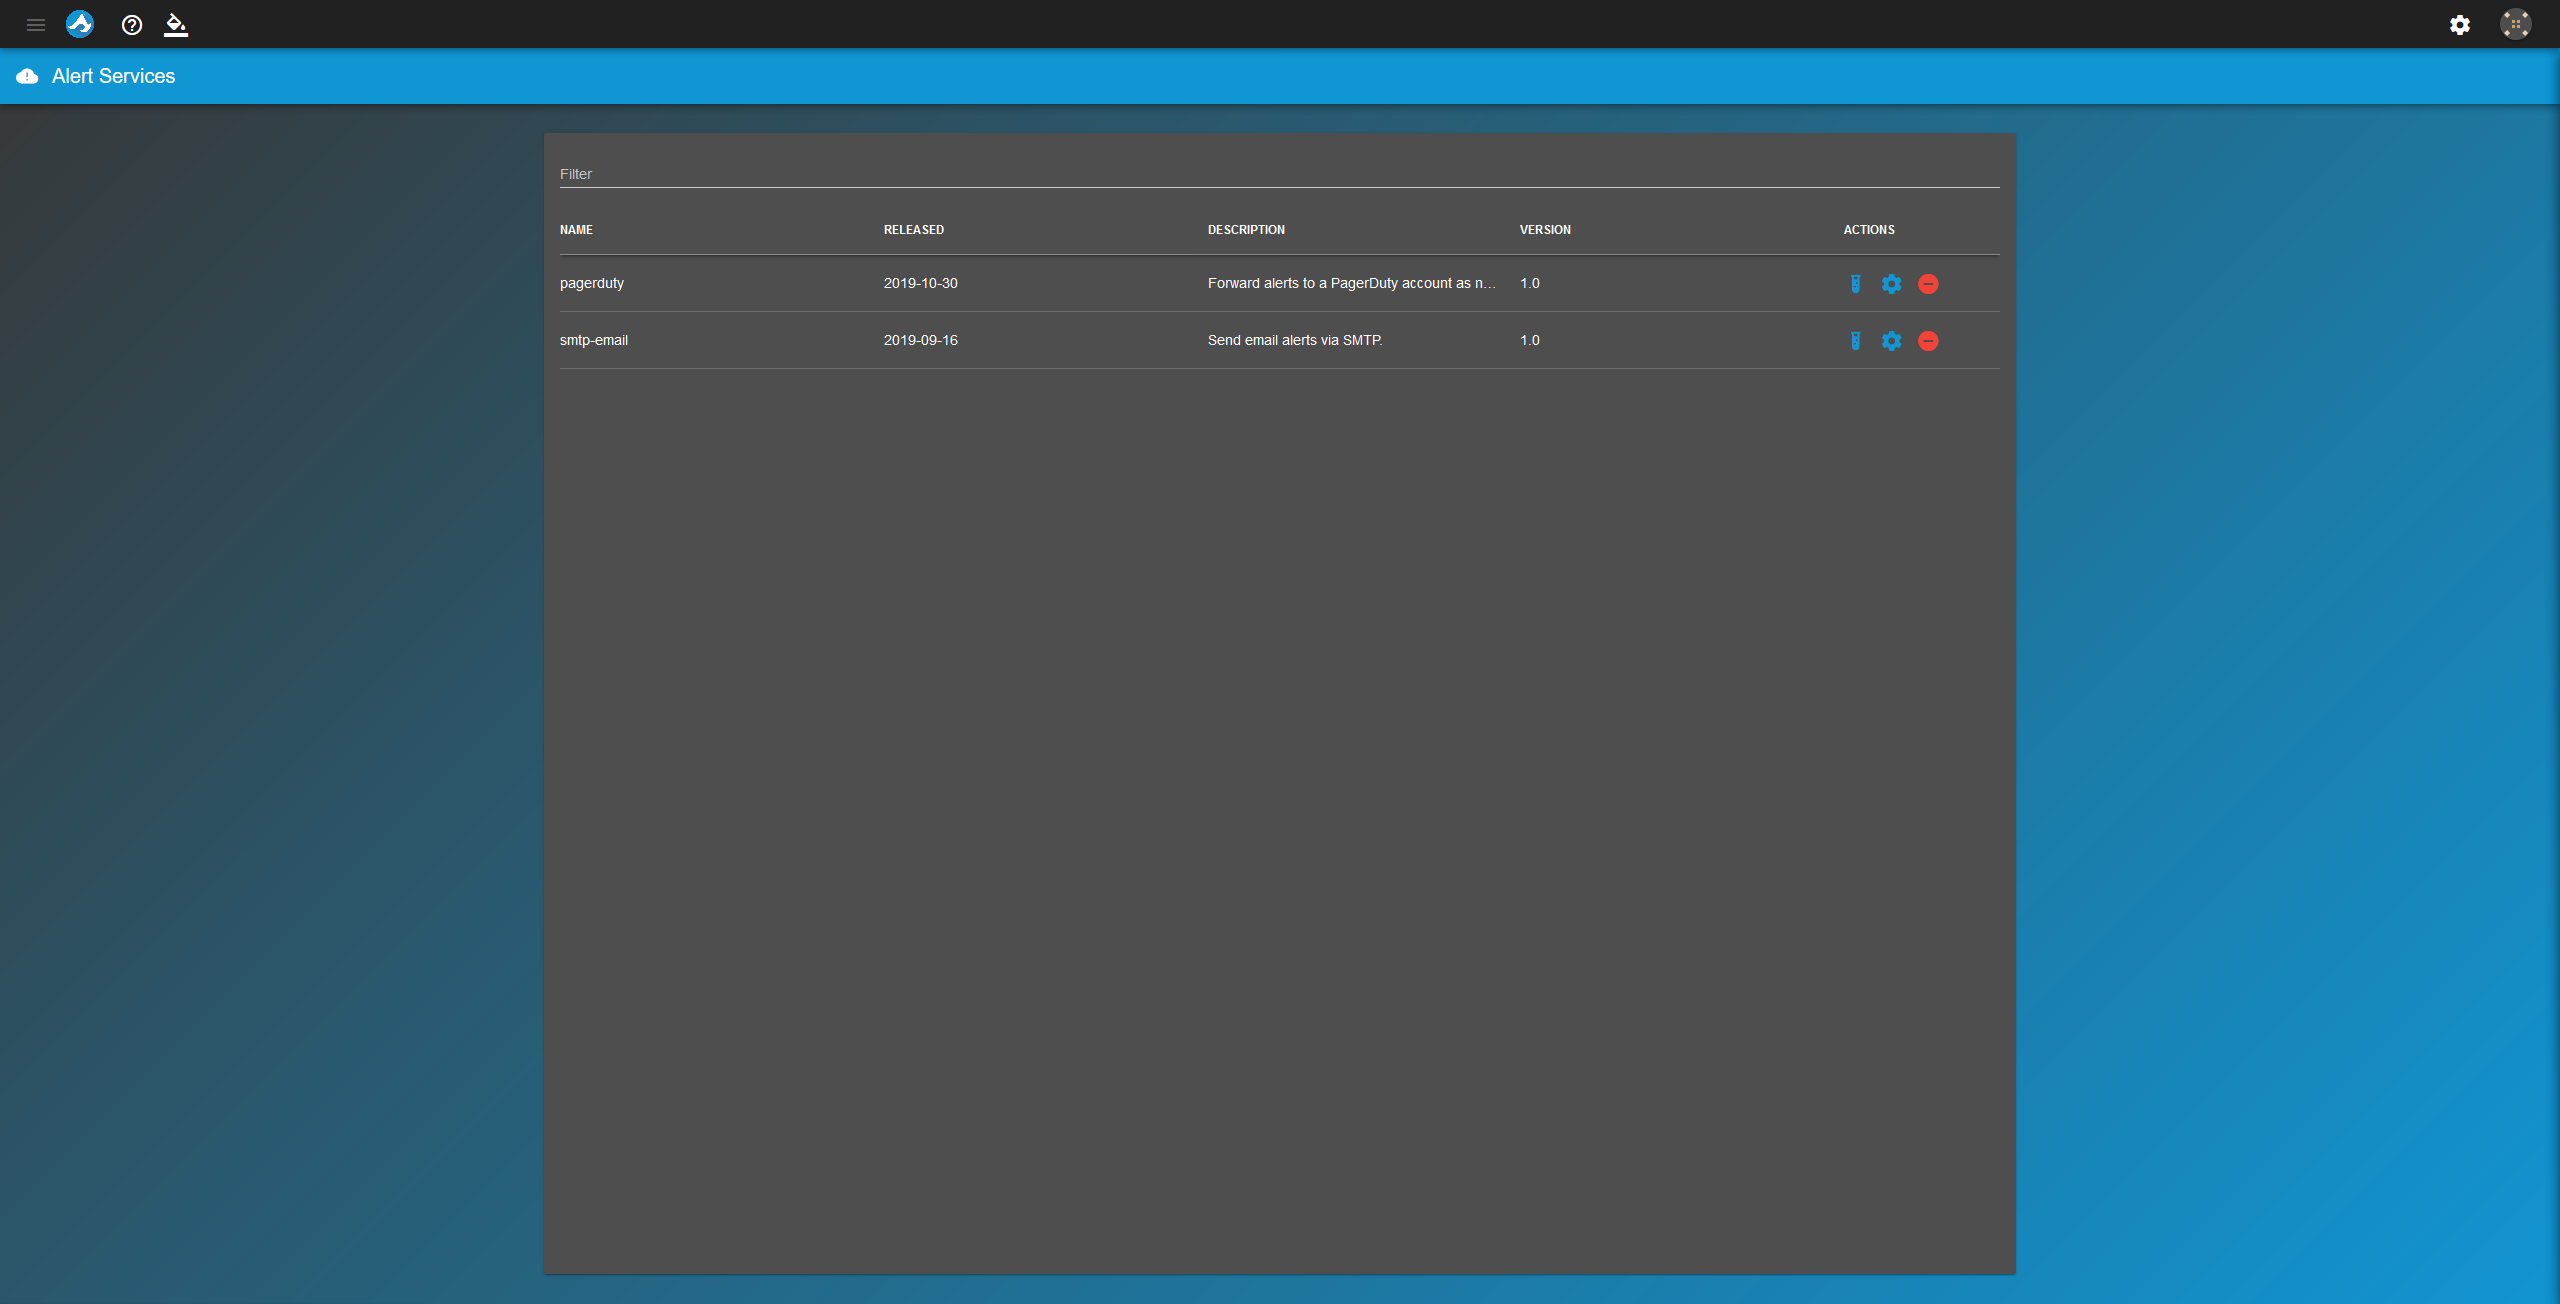 Alert Services
Filter
NAME RELEASED DESCRIPTION VERSION ACTIONS
pagerduty 2019-10-30 Forward alerts to a PagerDuty account as n... 1.0
smtp-email 2019-09-16 Send email alerts via SMTP. 1.0